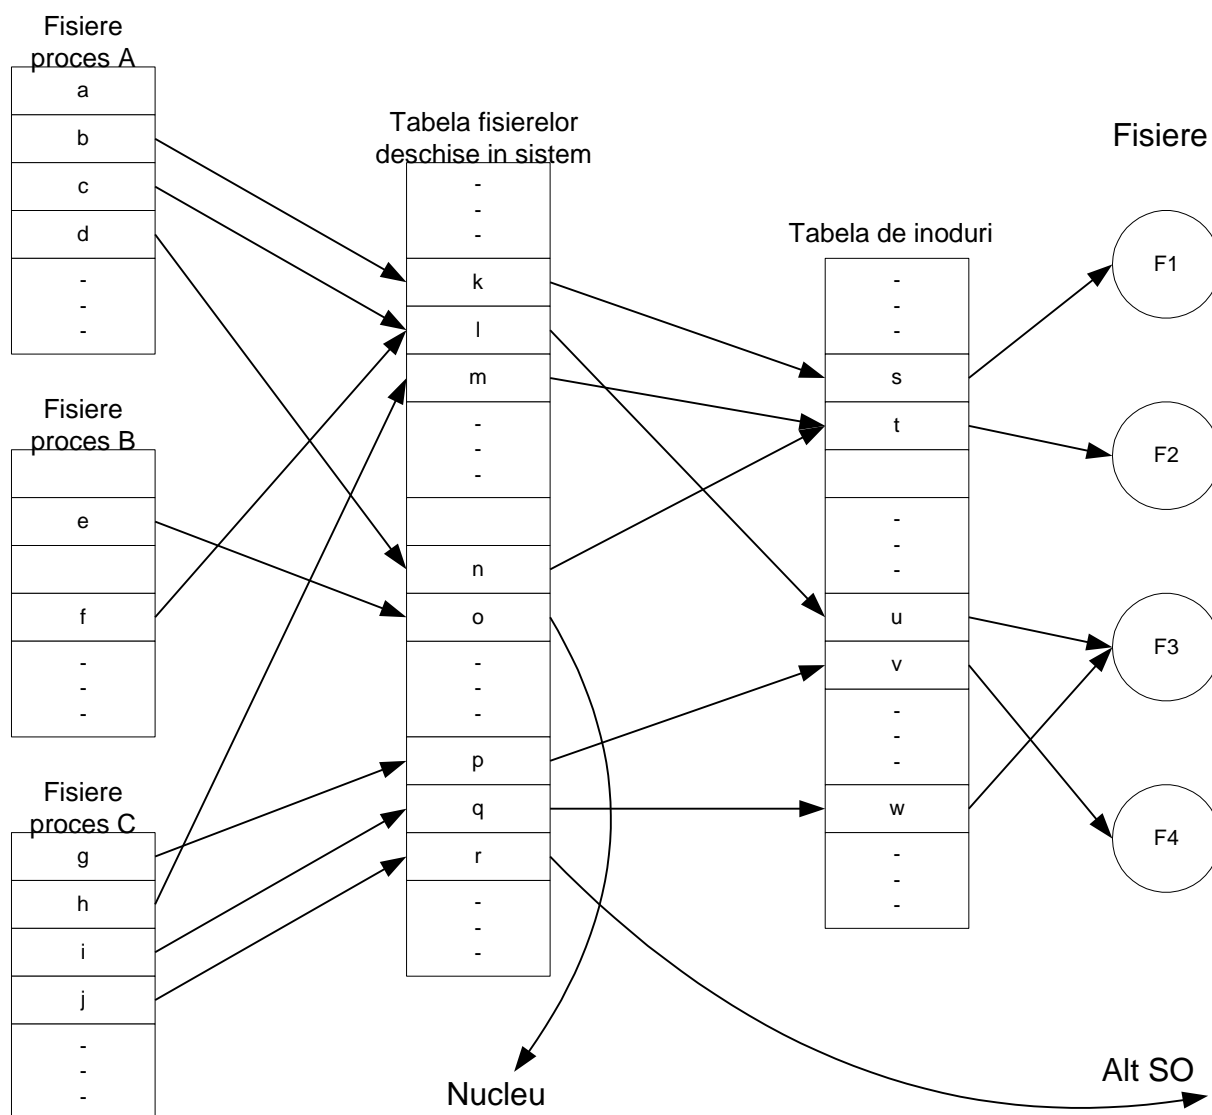 Fisiere
proces A
a
b
c
d
-
-
-
Fisiere
proces B
e
f
-
-
-
Fisiere
proces C
g
h
i
j
-
-
-
Tabela fisierelor
deschise in sistem
-
-
-
k
l
m
-
-
-
n
o
-
-
-
p
q
r
-
-
-
Nucleu
Tabela de inoduri
-
-
-
s
t
-
-
-
u
v
-
-
-
w
-
-
-
Fisiere
F1
F2
F3
F4
Alt SO